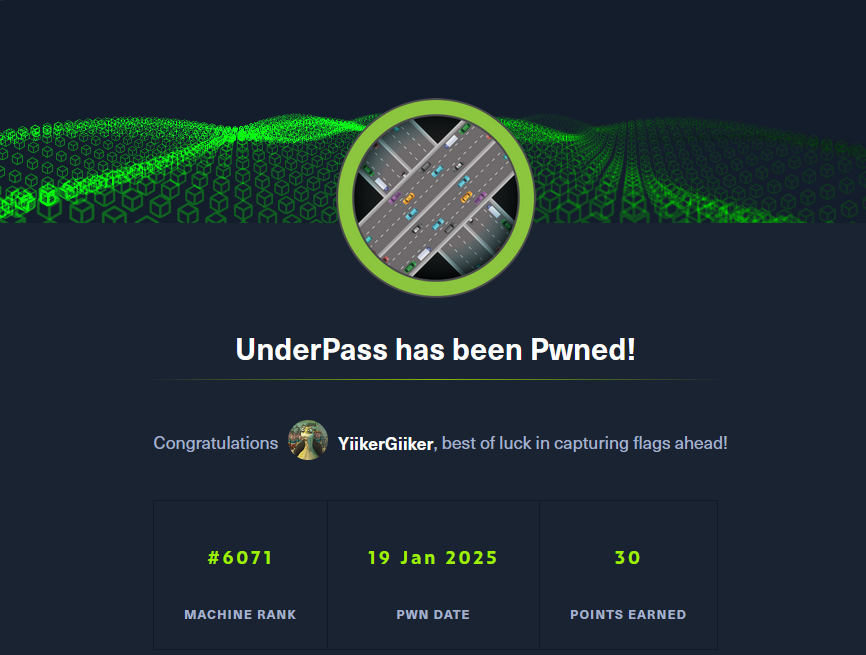 UnderPass has been Pwned!
Congratulations YiikerGiiker, best of luck in capturing flags ahead!
#6071 19 Jan 2025 30
MACHINE RANK PWN DATE POINTS EARNED